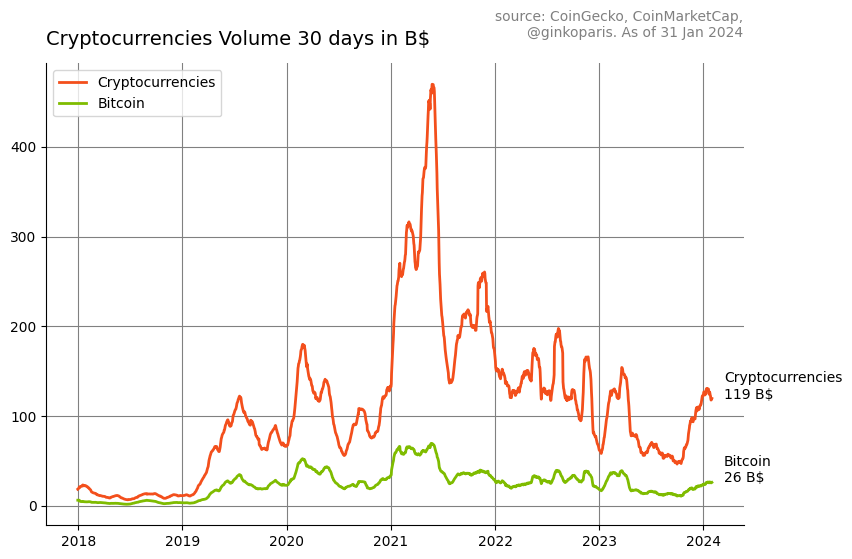 source: CoinGecko, CoinMarketCap,
@ginkoparis. As of 31 Jan 2024
Cryptocurrencies Volume 30 days in B$
Cryptocurrencies
Bitcoin
400
300
200
100
0
Cryptocurrencies
119 B$
Bitcoin
26 B$
2018 2019 2020 2021 2022 2023 2024